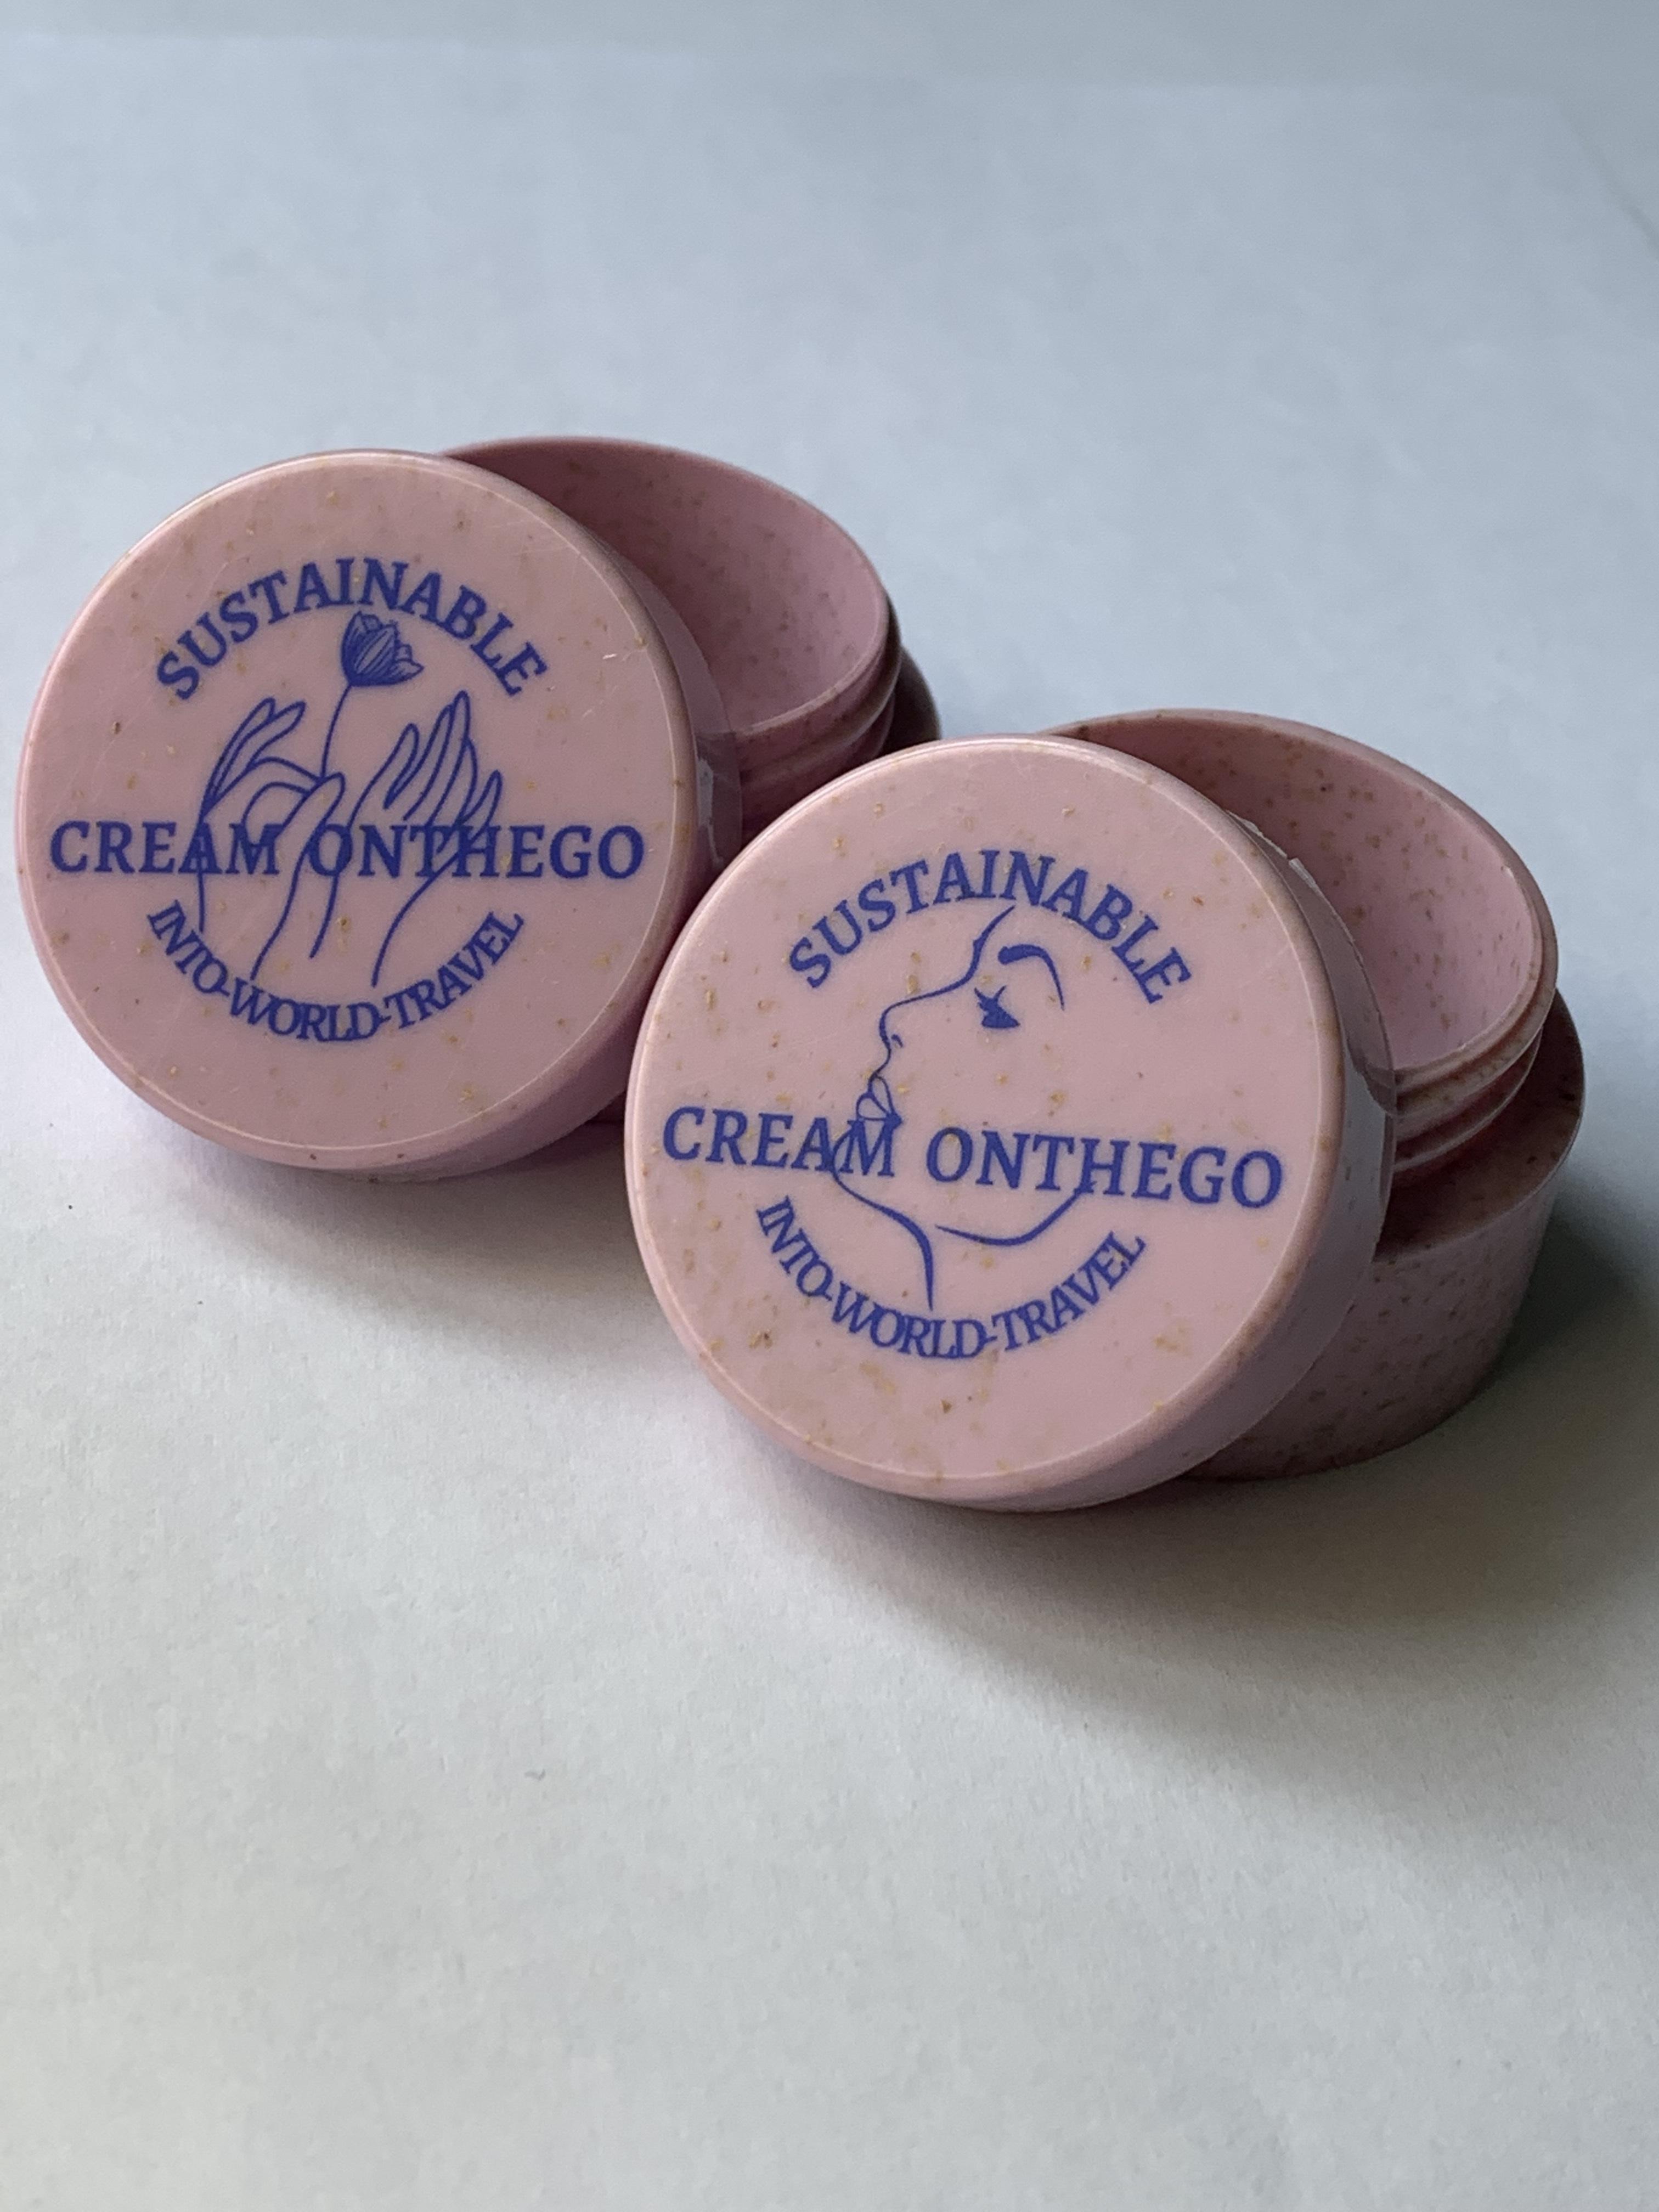 SUSTAINABLE
CREAM ONTHEGO
INTO-WORLD-TRAVEL
SUSTAINABLE
CREAM ONTHEGO
INTO-WORLD-TRAVEL